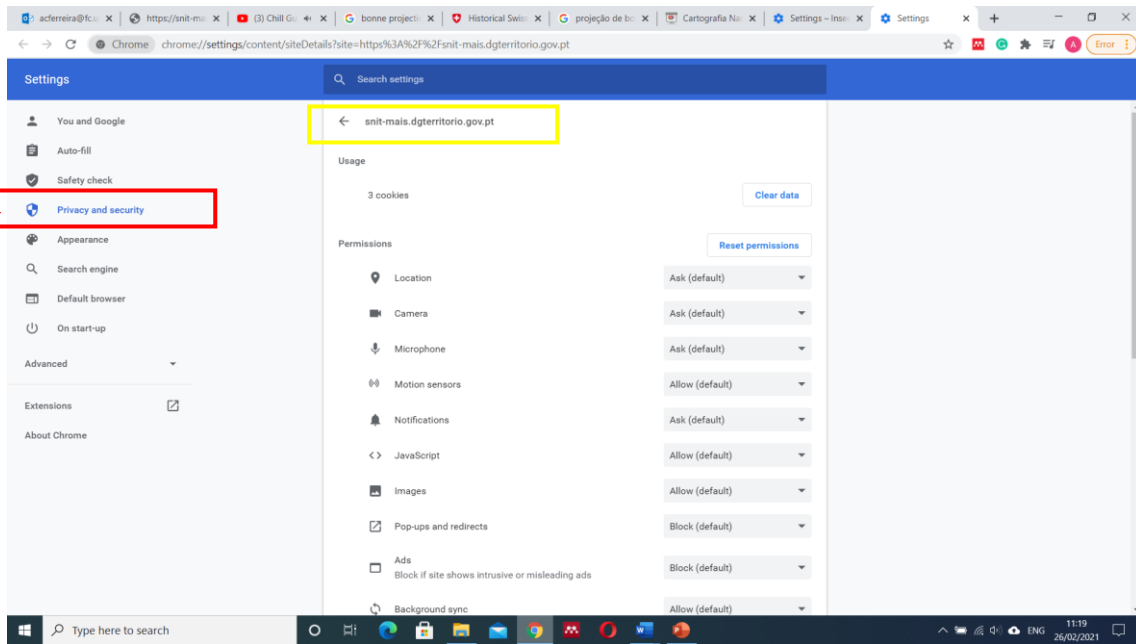 acferreira@fc.u
https://snit-ma
(3) Chill Gu
bonne projecti
Historical Swis
projeção de bo
Cartografia Na
Settings – Inse
Settings
Chrome
chrome://settings/content/siteDetails?site=https%3A%2F%2Fsnit-mais.dgterritorio.gov.pt
A
Error
Settings
Search settings
You and Google
Auto-fill
Safety check
Privacy and security
Appearance
Search engine
Default browser
On start-up
Advanced
Extensions
About Chrome
snit-mais.dgterritorio.gov.pt
Usage
3 cookies
Clear data
Permissions
Reset permissions
Location
Ask (default)
Camera
Ask (default)
Microphone
Ask (default)
Motion sensors
Allow (default)
Notifications
Ask (default)
JavaScript
Allow (default)
Images
Allow (default)
Pop-ups and redirects
Block (default)
Ads
Block if site shows intrusive or misleading ads
Block (default)
Background sync
Allow (default)
Type here to search
ENG
11:19
26/02/2021